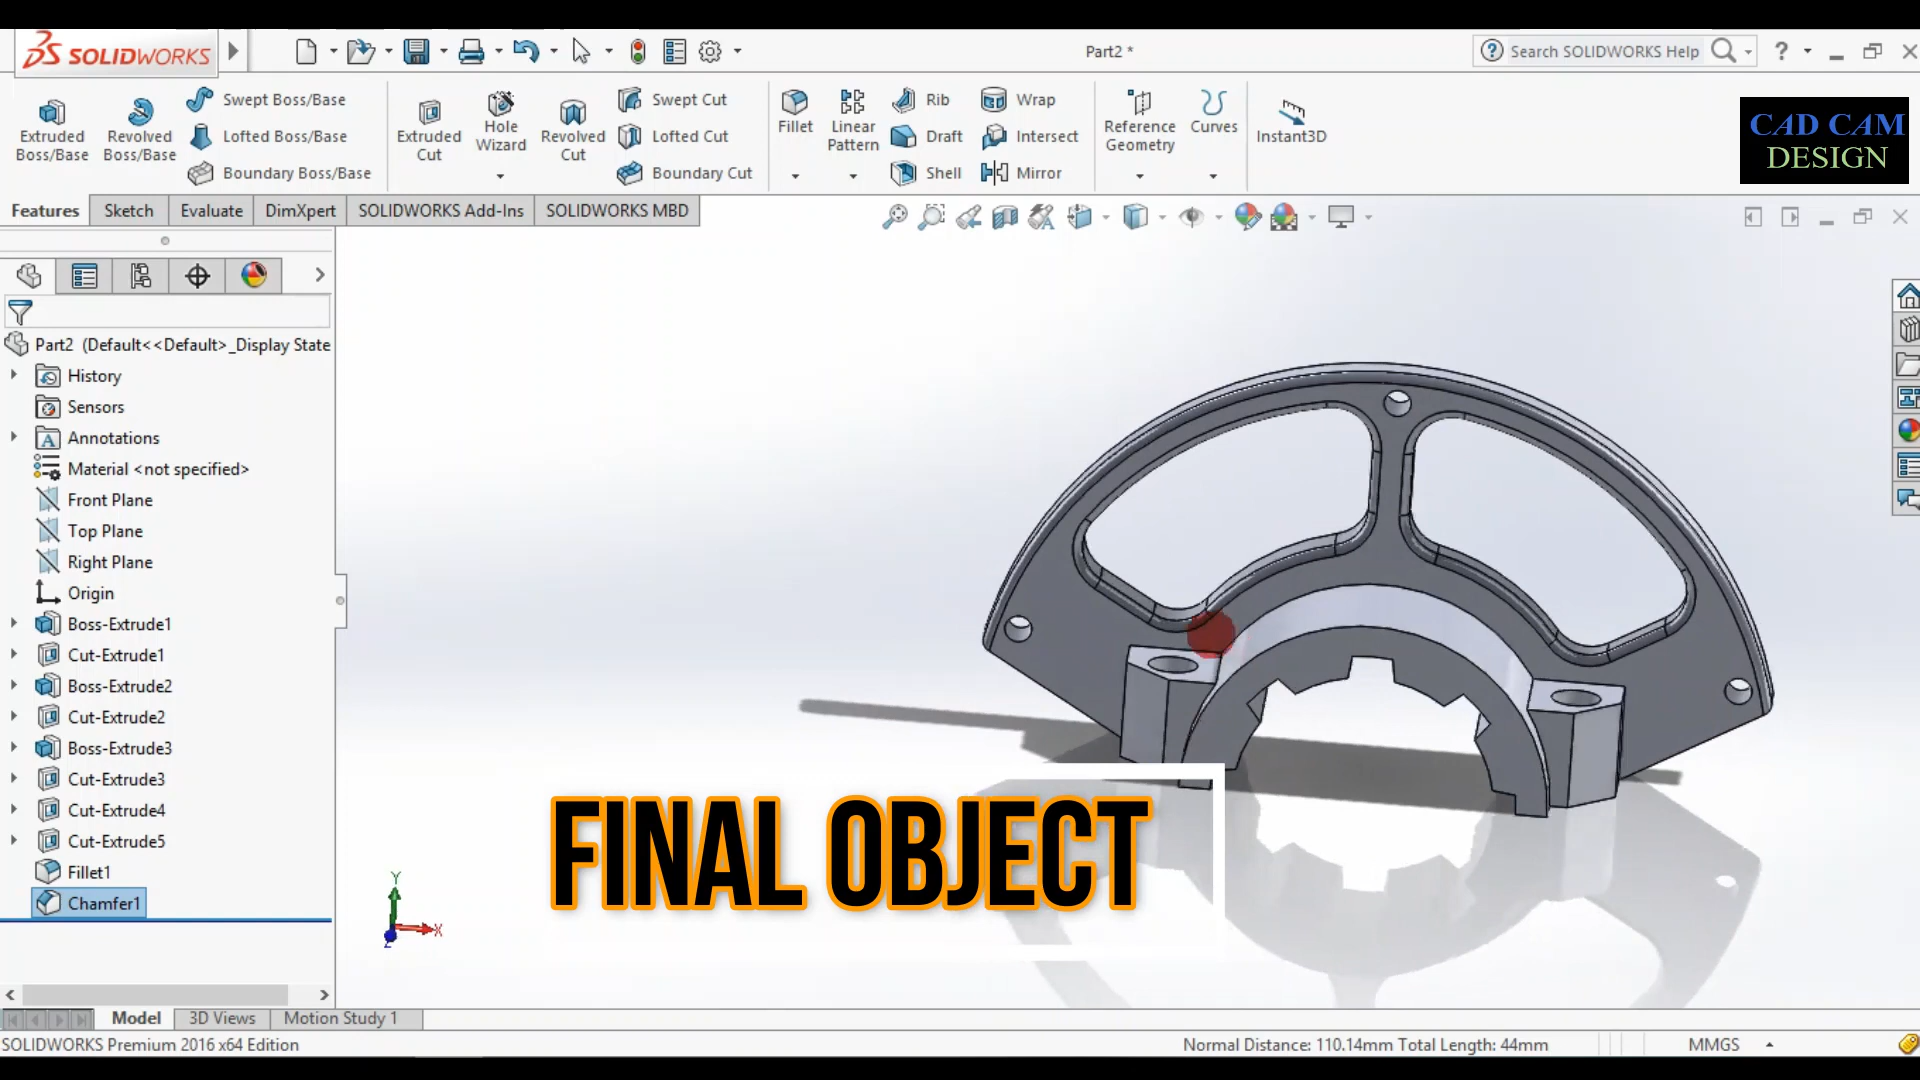 SOLIDWORKS
Part2 *
Search SOLIDWORKS Help
?
Extruded
Boss/Base
Revolved
Boss/Base
Swept Boss/Base
Lofted Boss/Base
Boundary Boss/Base
Extruded
Cut
Hole
Wizard
Revolved
Cut
Swept Cut
Lofted Cut
Boundary Cut
Fillet
Linear
Pattern
Rib
Draft
Shell
Wrap
Intersect
Mirror
Reference
Geometry
Curves
Instant3D
CAD CAM
DESIGN
Features
Sketch
Evaluate
DimXpert
SOLIDWORKS Add-Ins
SOLIDWORKS MBD
Part2 (Default<<Default>_Display State
History
Sensors
Annotations
Material <not specified>
Front Plane
Top Plane
Right Plane
Origin
Boss-Extrude1
Cut-Extrude1
Boss-Extrude2
Cut-Extrude2
Boss-Extrude3
Cut-Extrude3
Cut-Extrude4
Cut-Extrude5
Fillet1
Chamfer1
Y
X
Z
FINAL OBJECT
Model
3D Views
Motion Study 1
SOLIDWORKS Premium 2016 x64 Edition
Normal Distance: 110.14mm Total Length: 44mm
MMGS